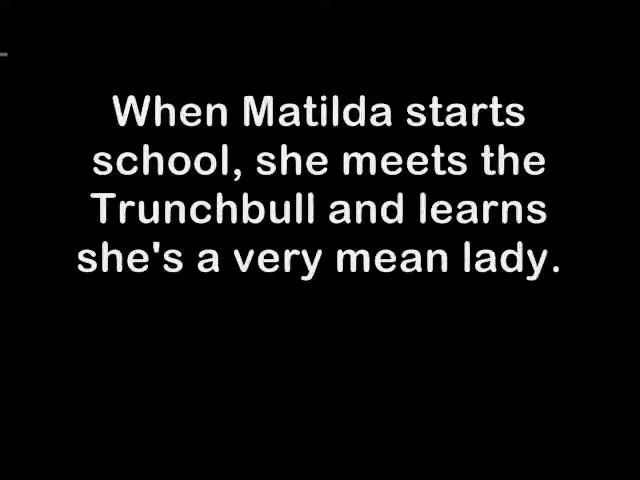 When Matilda starts
school, she meets the
Trunchbull and learns
she's a very mean lady.